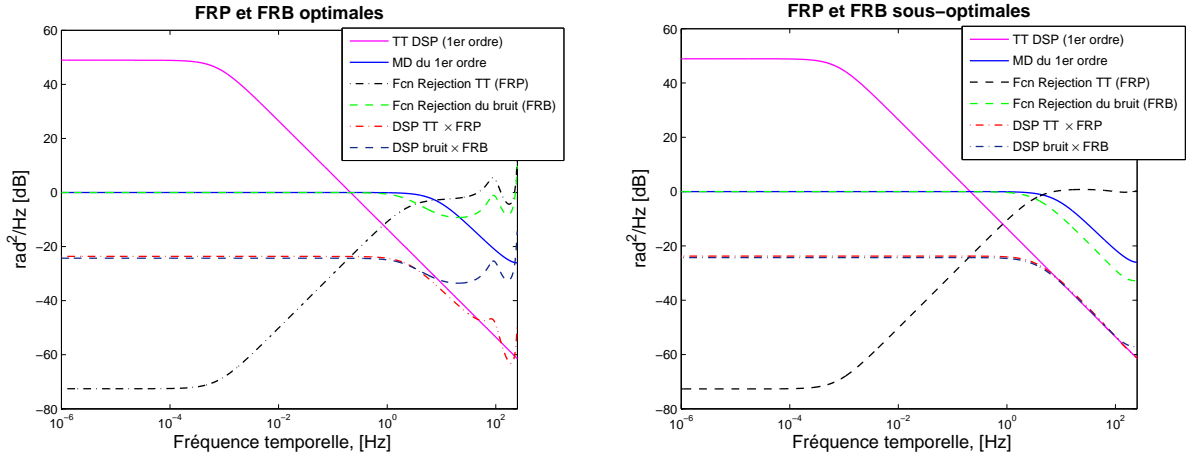 FRP et FRB optimales
rad²/Hz [dB]
60
40
20
0
−20
−40
−60
−80
TT DSP (1er ordre)
MD du 1er ordre
Fcn Rejection TT (FRP)
Fcn Rejection du bruit (FRB)
DSP TT × FRP
DSP bruit × FRB
10⁻⁶
10⁻⁴
10⁻²
10⁰
10²
Fréquence temporelle, [Hz]
FRP et FRB sous−optimales
rad²/Hz [dB]
60
40
20
0
−20
−40
−60
−80
TT DSP (1er ordre)
MD du 1er ordre
Fcn Rejection TT (FRP)
Fcn Rejection du bruit (FRB)
DSP TT × FRP
DSP bruit × FRB
10⁻⁶
10⁻⁴
10⁻²
10⁰
10²
Fréquence temporelle, [Hz]